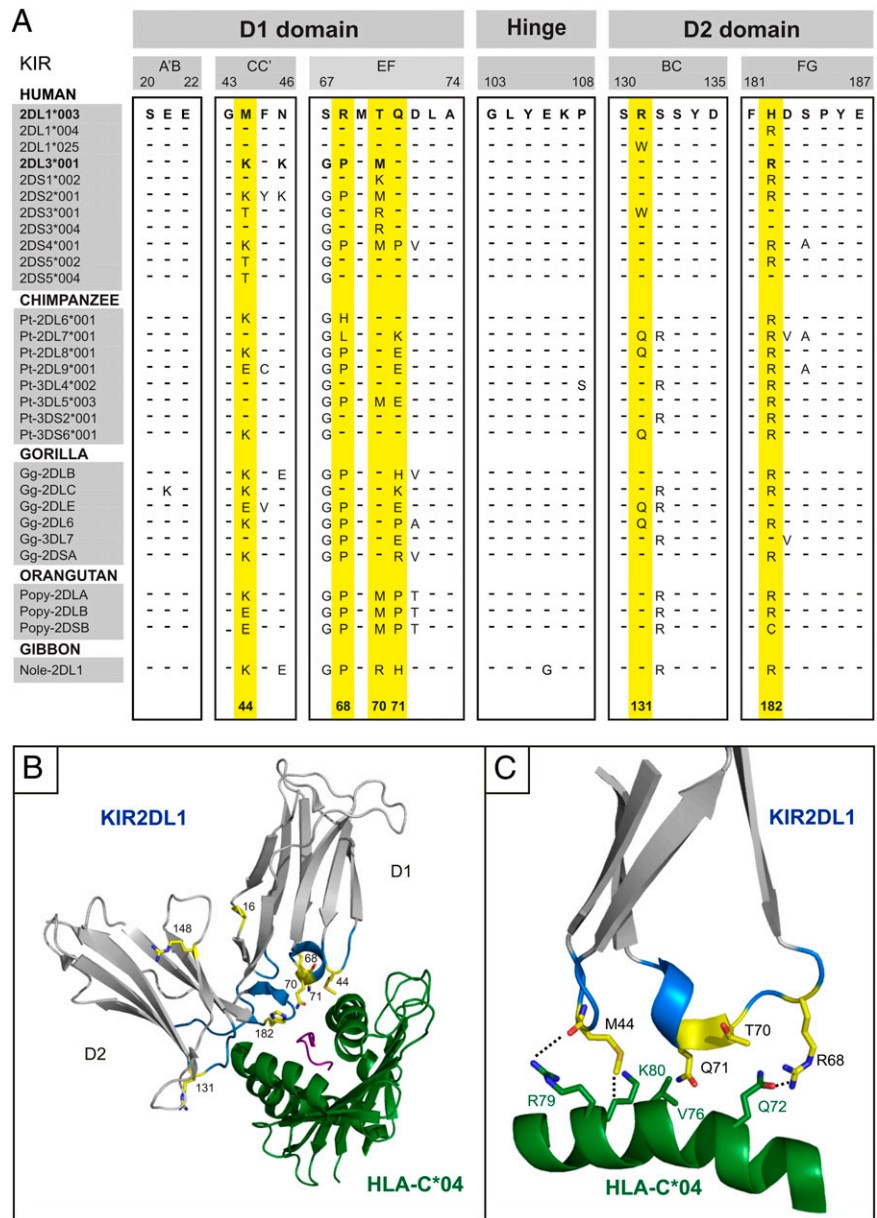 A
D1 domain Hinge D2 domain
KIR A'B CC' EF BC FG
20 22 43 46 67 74 103 108 130 135 181 187
HUMAN
2DL1*003 S E E G M F N S R M T Q D L A G L Y E K P S R S S Y D F H D S P Y E
2DL1*004 - - - - - - - - - - - - - - - - - - - - - - - - - - - - R - - - - -
2DL1*025 - - - - - - - - - - - - - - - - - - - - - - W - - - - - - - - - - -
2DL3*001 - - - - K - K G P - M - - - - - - - - - - - - - - - - - R - - - - -
2DS1*002 - - - - - - - - - - K - - - - - - - - - - - - - - - - - R - - - - -
2DS2*001 - - - - K Y K G P - M - - - - - - - - - - - - - - - - - R - - - - -
2DS3*001 - - - - T - - G - - R - - - - - - - - - - - W - - - - - - - - - - -
2DS3*004 - - - - - - - G - - R - - - - - - - - - - - - - - - - - - - - - - -
2DS4*001 - - - - K - - G P - M P V - - - - - - - - - - - - - - - R - A - - -
2DS5*002 - - - - T - - G - - - - - - - - - - - - - - - - - - - - R - - - - -
2DS5*004 - - - - T - - G - - - - - - - - - - - - - - - - - - - - - - - - - -
CHIMPANZEE
Pt-2DL6*001 - - - - K - - G H - - - - - - - - - - - - - - - - - - - R - - - - -
Pt-2DL7*001 - - - - - - - G L - - K - - - - - - - - - - Q R - - - - R V A - - -
Pt-2DL8*001 - - - - K - - G P - - E - - - - - - - - - - Q - - - - - R - - - - -
Pt-2DL9*001 - - - - E C - G P - - E - - - - - - - - - - - - - - - - R - A - - -
Pt-3DL4*002 - - - - - - - G - - - - - - - - - - - - S - - R - - - - R - - - - -
Pt-3DL5*003 - - - - - - - G P - M E - - - - - - - - - - - - - - - - R - - - - -
Pt-3DS2*001 - - - - - - - G - - - - - - - - - - - - - - - R - - - - R - - - - -
Pt-3DS6*001 - - - - K - - G - - - - - - - - - - - - - - Q - - - - - R - - - - -
GORILLA
Gg-2DLB - - - - K - E G P - - H V - - - - - - - - - - - - - - - R - - - - -
Gg-2DLC - K - - K - - G - - - K - - - - - - - - - - - R - - - - R - - - - -
Gg-2DLE - - - - E V - G P - - E - - - - - - - - - - Q R - - - - R - - - - -
Gg-2DL6 - - - - K - - G P - - P A - - - - - - - - - Q - - - - - R - - - - -
Gg-3DL7 - - - - - - - G P - - E - - - - - - - - - - - R - - - - - V - - - -
Gg-2DSA - - - - K - - G P - - R V - - - - - - - - - - - - - - - R - - - - -
ORANGUTAN
Popy-2DLA - - - - K - - G P - M P T - - - - - - - - - - R - - - - R - - - - -
Popy-2DLB - - - - E - - G P - M P T - - - - - - - - - - R - - - - R - - - - -
Popy-2DSB - - - - E - - G P - M P T - - - - - - - - - - R - - - - C - - - - -
GIBBON
Nole-2DL1 - - - - K - E G P - R H - - - - - - G - - - - R - - - - R - - - - -
44 68 70 71 131 182
B
KIR2DL1
D1
16
148
68
70
71
44
182
D2
131
HLA-C*04
C
KIR2DL1
M44
T70
Q71
R68
K80
R79
V76
Q72
HLA-C*04